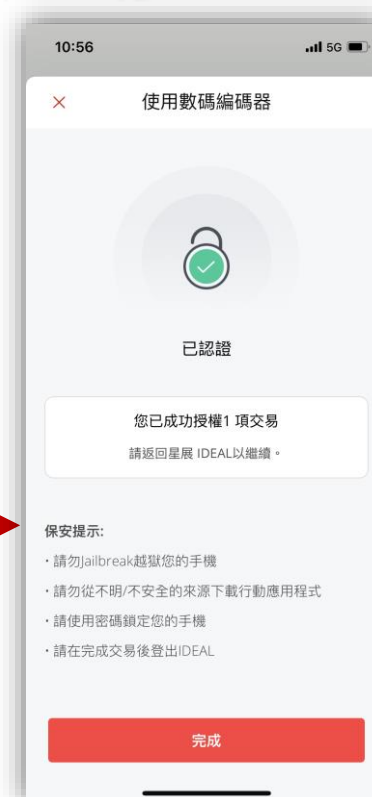 10:56
5G
使用數碼編碼器
已認證
您已成功授權1 項交易
請返回星展 IDEAL以繼續。
保安提示:
・請勿Jailbreak越獄您的手機
・請勿從不明/不安全的來源下載行動應用程式
・請使用密碼鎖定您的手機
・請在完成交易後登出IDEAL
完成